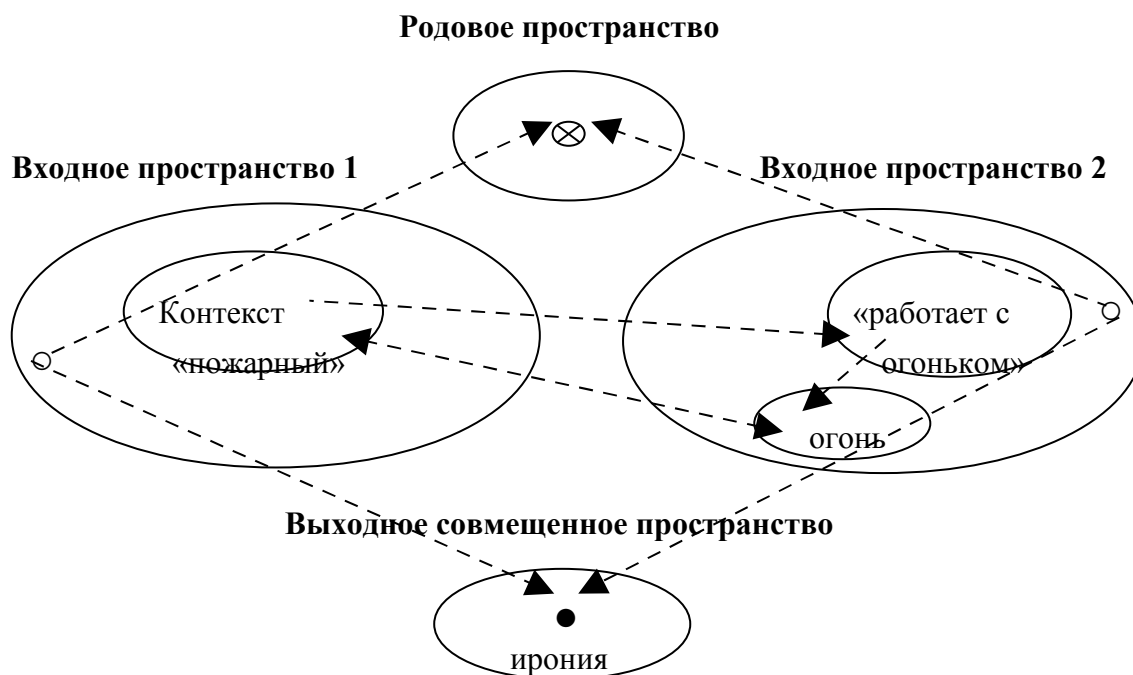 Родовое пространство
Входное пространство 1
Входное пространство 2
Контекст
«пожарный»
«работает с
огоньком»
огонь
Выходное совмещенное пространство
ирония